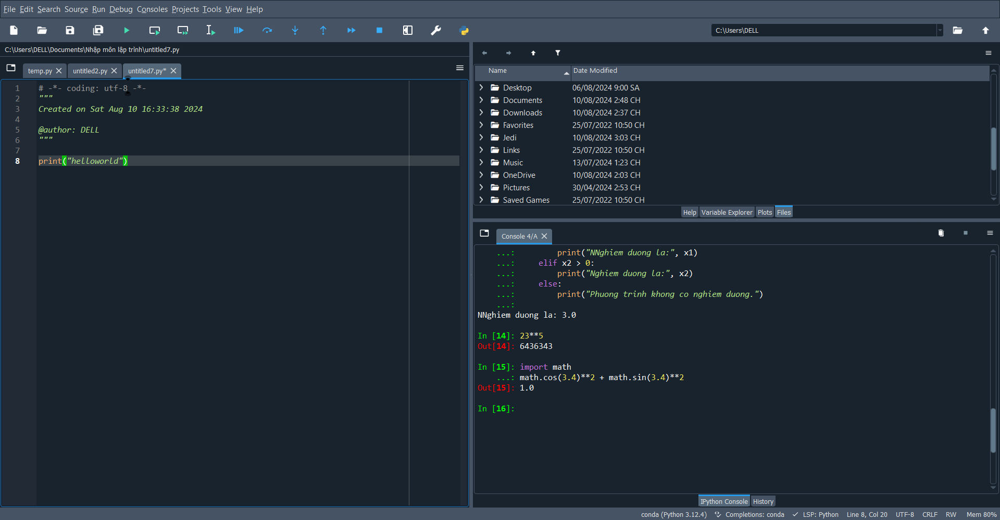 File Edit Search Source Run Debug Consoles Projects Tools View Help
C:\Users\DELL
C:\Users\DELL\Documents\Nhập môn lập trình\untitled7.py
temp.py
untitled2.py
untitled7.py*
1 # -*- coding: utf-8 -*-
2 """
3 Created on Sat Aug 10 16:33:38 2024
4
5 @author: DELL
6 """
7
8 print("helloworld")
Name Date Modified
Desktop 06/08/2024 9:00 SA
Documents 10/08/2024 2:48 CH
Downloads 10/08/2024 2:37 CH
Favorites 25/07/2022 10:50 CH
Jedi 10/08/2024 3:03 CH
Links 25/07/2022 10:50 CH
Music 13/07/2024 1:23 CH
OneDrive 10/08/2024 2:03 CH
Pictures 30/04/2024 2:53 CH
Saved Games 25/07/2022 10:50 CH
Help Variable Explorer Plots Files
Console 4/A
...: print("NNghiem duong la:", x1)
...: elif x2 > 0:
...: print("Nghiem duong la:", x2)
...: else:
...: print("Phuong trinh khong co nghiem duong.")
...:
NNghiem duong la: 3.0
In [14]: 23**5
Out[14]: 6436343
In [15]: import math
...: math.cos(3.4)**2 + math.sin(3.4)**2
Out[15]: 1.0
In [16]:
IPython Console History
conda (Python 3.12.4) Completions: conda LSP: Python Line 8, Col 20 UTF-8 CRLF RW Mem 80%